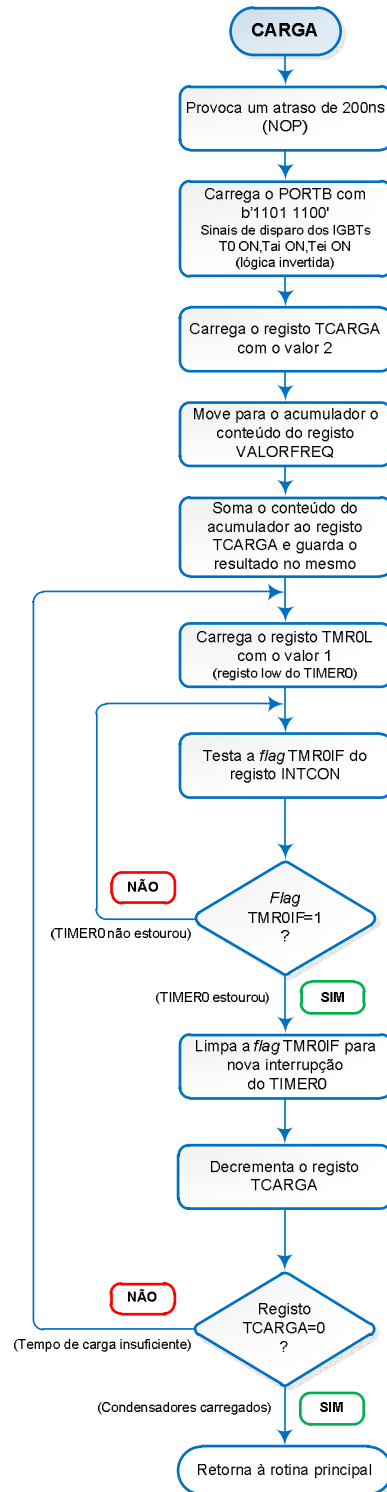 CARGA
Provoca um atraso de 200ns
(NOP)
Carrega o PORTB com
b'1101 1100'
Sinais de disparo dos IGBTs
T0 ON,Tai ON,Tei ON
(lógica invertida)
Carrega o registo TCARGA
com o valor 2
Move para o acumulador o
conteúdo do registo
VALORFREQ
Soma o conteúdo do
acumulador ao registo
TCARGA e guarda o
resultado no mesmo
Carrega o registo TMR0L
com o valor 1
(registo low do TIMER0)
Testa a flag TMR0IF do
registo INTCON
NÃO
Flag
TMR0IF=1
?
(TIMER0 não estourou)
(TIMER0 estourou)
SIM
Limpa a flag TMR0IF para
nova interrupção
do TIMER0
Decrementa o registo
TCARGA
NÃO
Registo
TCARGA=0
?
(Tempo de carga insuficiente)
(Condensadores carregados)
SIM
Retorna à rotina principal